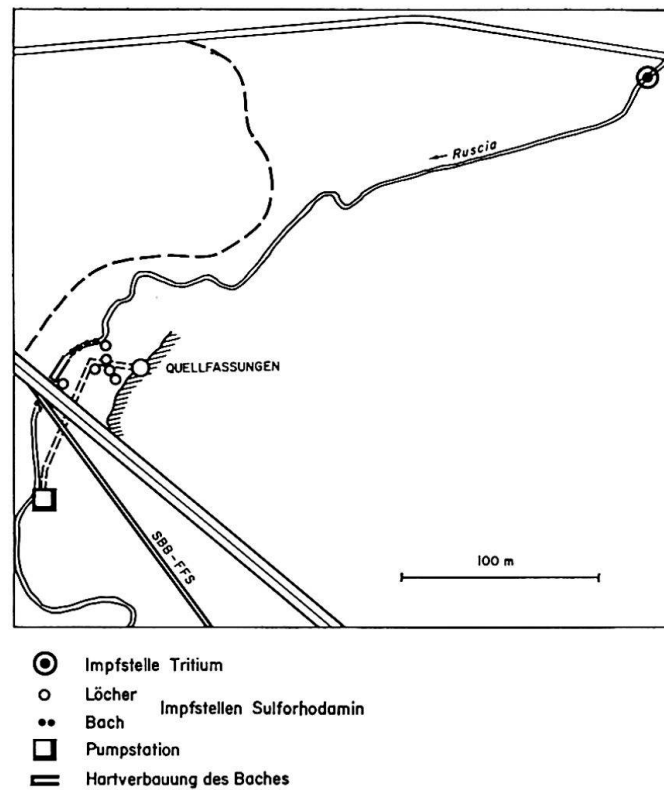 Ruscia
QUELLFASSUNGEN
SBB-FFS
100 m
Impfstelle Tritium
Löcher
Impfstellen Sulforhodamin
Bach
Pumpstation
Hartverbauung des Baches